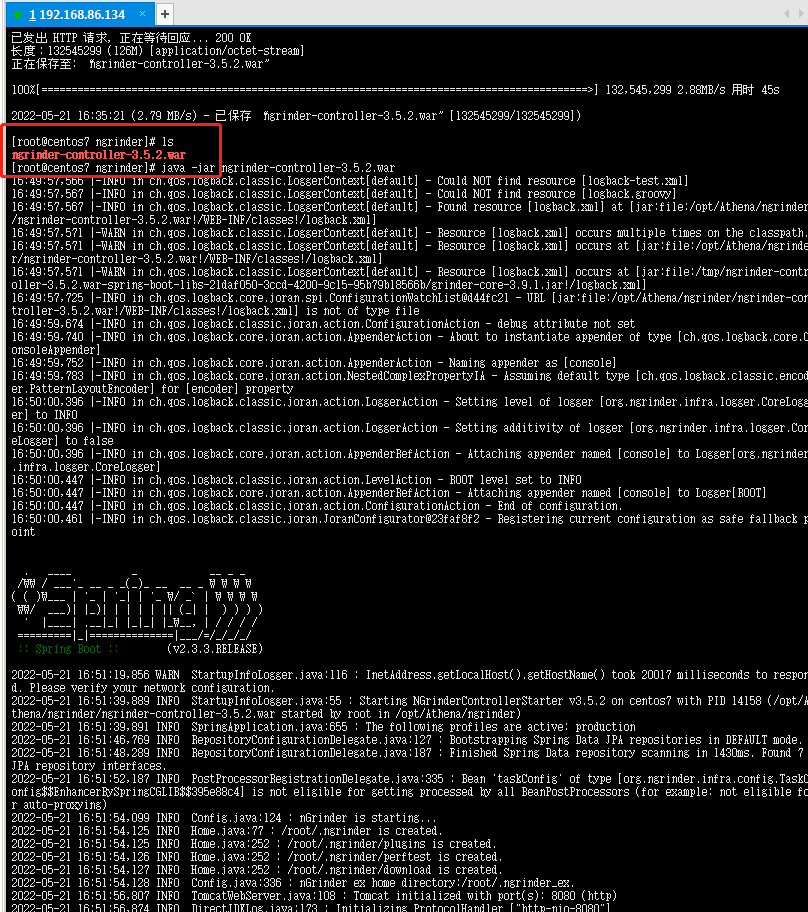 1 192.168.86.134 × +
已发出 HTTP 请求, 正在等待回应... 200 OK
长度：132545299 (126M) [application/octet-stream]
正在保存至: “ngrinder-controller-3.5.2.war”
100%[=============================================================================================>] 132,545,299 2.88MB/s 用时 45s
2022-05-21 16:35:21 (2.79 MB/s) - 已保存 “ngrinder-controller-3.5.2.war” [132545299/132545299])
[root@centos7 ngrinder]# ls
ngrinder-controller-3.5.2.war
[root@centos7 ngrinder]# java -jar ngrinder-controller-3.5.2.war
16:49:57,566 |-INFO in ch.qos.logback.classic.LoggerContext[default] - Could NOT find resource [logback-test.xml]
16:49:57,567 |-INFO in ch.qos.logback.classic.LoggerContext[default] - Could NOT find resource [logback.groovy]
16:49:57,567 |-INFO in ch.qos.logback.classic.LoggerContext[default] - Found resource [logback.xml] at [jar:file:/opt/Athena/ngrinder
/ngrinder-controller-3.5.2.war!/WEB-INF/classes!/logback.xml]
16:49:57,571 |-WARN in ch.qos.logback.classic.LoggerContext[default] - Resource [logback.xml] occurs multiple times on the classpath.
16:49:57,571 |-WARN in ch.qos.logback.classic.LoggerContext[default] - Resource [logback.xml] occurs at [jar:file:/opt/Athena/ngrinde
r/ngrinder-controller-3.5.2.war!/WEB-INF/classes!/logback.xml]
16:49:57,571 |-WARN in ch.qos.logback.classic.LoggerContext[default] - Resource [logback.xml] occurs at [jar:file:/tmp/ngrinder-contr
oller-3.5.2.war-spring-boot-libs-21daf050-3ccd-4200-9c15-95b79b18566b/grinder-core-3.9.1.jar!/logback.xml]
16:49:57,725 |-INFO in ch.qos.logback.core.joran.spi.ConfigurationWatchList@d44fc21 - URL [jar:file:/opt/Athena/ngrinder/ngrinder-con
troller-3.5.2.war!/WEB-INF/classes!/logback.xml] is not of type file
16:49:59,674 |-INFO in ch.qos.logback.classic.joran.action.ConfigurationAction - debug attribute not set
16:49:59,740 |-INFO in ch.qos.logback.core.joran.action.AppenderAction - About to instantiate appender of type [ch.qos.logback.core.C
onsoleAppender]
16:49:59,752 |-INFO in ch.qos.logback.core.joran.action.AppenderAction - Naming appender as [console]
16:49:59,783 |-INFO in ch.qos.logback.core.joran.action.NestedComplexPropertyIA - Assuming default type [ch.qos.logback.classic.encod
er.PatternLayoutEncoder] for [encoder] property
16:50:00,396 |-INFO in ch.qos.logback.classic.joran.action.LoggerAction - Setting level of logger [org.ngrinder.infra.logger.CoreLogg
er] to INFO
16:50:00,396 |-INFO in ch.qos.logback.classic.joran.action.LoggerAction - Setting additivity of logger [org.ngrinder.infra.logger.Cor
eLogger] to false
16:50:00,396 |-INFO in ch.qos.logback.core.joran.action.AppenderRefAction - Attaching appender named [console] to Logger[org.ngrinder
.infra.logger.CoreLogger]
16:50:00,447 |-INFO in ch.qos.logback.classic.joran.action.LevelAction - ROOT level set to INFO
16:50:00,447 |-INFO in ch.qos.logback.core.joran.action.AppenderRefAction - Attaching appender named [console] to Logger[ROOT]
16:50:00,447 |-INFO in ch.qos.logback.classic.joran.action.ConfigurationAction - End of configuration.
16:50:00,461 |-INFO in ch.qos.logback.classic.joran.JoranConfigurator@23faf8f2 - Registering current configuration as safe fallback p
oint
:: Spring Boot :: (v2.3.3.RELEASE)
2022-05-21 16:51:19,856 WARN StartupInfoLogger.java:116 : InetAddress.getLocalHost().getHostName() took 20017 milliseconds to respon
d. Please verify your network configuration.
2022-05-21 16:51:39,889 INFO StartupInfoLogger.java:55 : Starting NGrinderControllerStarter v3.5.2 on centos7 with PID 14158 (/opt/A
thena/ngrinder/ngrinder-controller-3.5.2.war started by root in /opt/Athena/ngrinder)
2022-05-21 16:51:39,891 INFO SpringApplication.java:655 : The following profiles are active: production
2022-05-21 16:51:46,769 INFO RepositoryConfigurationDelegate.java:127 : Bootstrapping Spring Data JPA repositories in DEFAULT mode.
2022-05-21 16:51:48,289 INFO RepositoryConfigurationDelegate.java:187 : Finished Spring Data repository scanning in 1430ms. Found 7
JPA repository interfaces.
2022-05-21 16:51:52,187 INFO PostProcessorRegistrationDelegate.java:335 : Bean 'taskConfig' of type [org.ngrinder.infra.config.TaskC
onfig$$EnhancerBySpringCGLIB$$395e88c4] is not eligible for getting processed by all BeanPostProcessors (for example: not eligible fo
r auto-proxying)
2022-05-21 16:51:54,099 INFO Config.java:124 : nGrinder is starting...
2022-05-21 16:51:54,125 INFO Home.java:77 : /root/.ngrinder is created.
2022-05-21 16:51:54,125 INFO Home.java:252 : /root/.ngrinder/plugins is created.
2022-05-21 16:51:54,126 INFO Home.java:252 : /root/.ngrinder/perftest is created.
2022-05-21 16:51:54,127 INFO Home.java:252 : /root/.ngrinder/download is created.
2022-05-21 16:51:54,128 INFO Config.java:336 : nGrinder ex home directory:/root/.ngrinder_ex.
2022-05-21 16:51:56,807 INFO TomcatWebServer.java:108 : Tomcat initialized with port(s): 8080 (http)
2022-05-21 16:51:56,874 INFO DirectJDKLog.java:173 : Initializing ProtocolHandler ["http-nio-8080"]